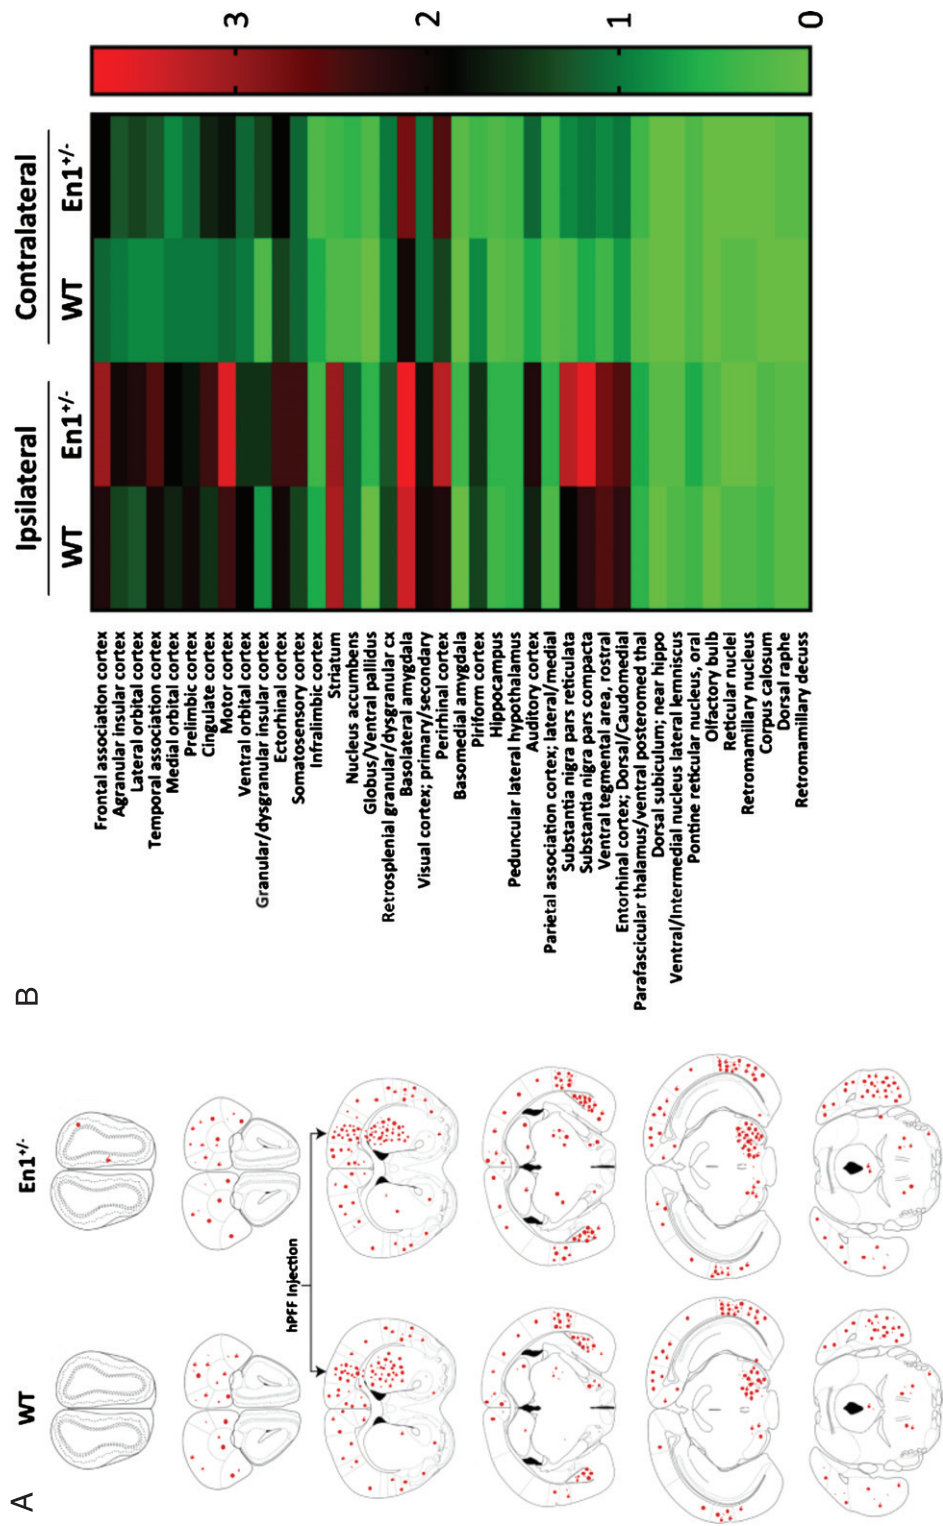 A
WT
En1+/-
hPFF Injection
B
Ipsilateral
Contralateral
WT
En1+/-
WT
En1+/-
Frontal association cortex
Agranular insular cortex
Lateral orbital cortex
Temporal association cortex
Medial orbital cortex
Prelimbic cortex
Cingulate cortex
Motor cortex
Ventral orbital cortex
Granular/dysgranular insular cortex
Ectorhinal cortex
Somatosensory cortex
Infralimbic cortex
Striatum
Nucleus accumbens
Globus/Ventral pallidus
Retrosplenial granular/dysgranular cx
Basolateral amygdala
Visual cortex; primary/secondary
Perirhinal cortex
Basomedial amygdala
Piriform cortex
Hippocampus
Peduncular lateral hypothalamus
Auditory cortex
Parietal association cortex; lateral/medial
Substantia nigra pars reticulata
Substantia nigra pars compacta
Ventral tegmental area, rostral
Entorhinal cortex; Dorsal/Caudomedial
Parafascicular thalamus/ventral posteromed thal
Dorsal subiculum; near hippo
Ventral/Intermedial nucleus lateral lemniscus
Pontine reticular nucleus, oral
Olfactory bulb
Reticular nuclei
Retromamillary nucleus
Corpus calosum
Dorsal raphe
Retromamillary decuss
3
2
1
0